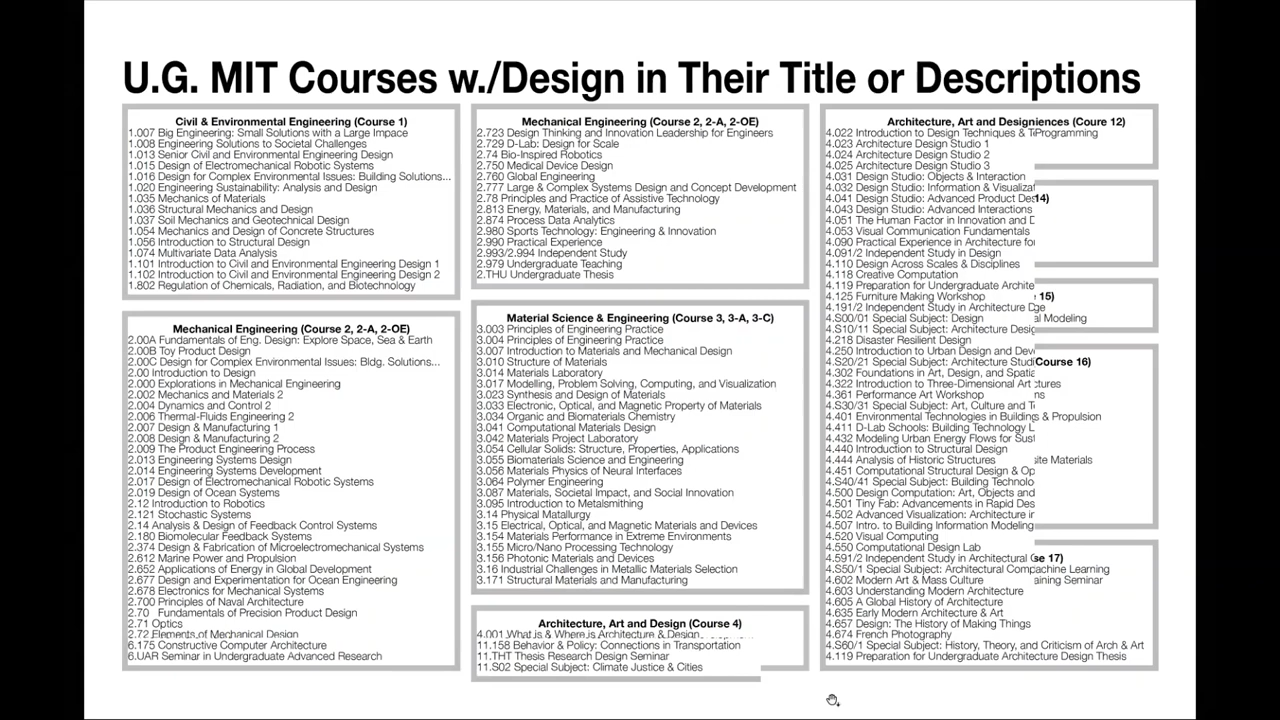 U.G. MIT Courses w./Design in Their Title or Descriptions
Civil & Environmental Engineering (Course 1)
1.007 Big Engineering: Small Solutions with a Large Impact
1.008 Engineering Solutions to Societal Challenges
1.013 Senior Civil and Environmental Engineering Design
1.015 Design of Electromechanical Robotic Systems
1.016 Design for Complex Environmental Issues: Building Solutions...
1.020 Engineering Sustainability: Analysis and Design
1.035 Mechanics of Materials
1.036 Structural Mechanics and Design
1.037 Soil Mechanics and Geotechnical Design
1.054 Mechanics and Design of Concrete Structures
1.056 Introduction to Structural Design
1.074 Multivariate Data Analysis
1.101 Introduction to Civil and Environmental Engineering Design 1
1.102 Introduction to Civil and Environmental Engineering Design 2
1.802 Regulation of Chemicals, Radiation, and Biotechnology
Mechanical Engineering (Course 2, 2-A, 2-OE)
2.00A Fundamentals of Eng. Design: Explore Space, Sea & Earth
2.00B Toy Product Design
2.00C Design for Complex Environmental Issues: Bldg. Solutions...
2.00 Introduction to Design
2.000 Explorations in Mechanical Engineering
2.002 Mechanics and Materials 2
2.004 Dynamics and Control 2
2.006 Thermal-Fluids Engineering 2
2.007 Design & Manufacturing 1
2.008 Design & Manufacturing 2
2.009 The Product Engineering Process
2.013 Engineering Systems Design
2.014 Engineering Systems Development
2.017 Design of Electromechanical Robotic Systems
2.019 Design of Ocean Systems
2.12 Introduction to Robotics
2.121 Stochastic Systems
2.14 Analysis & Design of Feedback Control Systems
2.180 Biomolecular Feedback Systems
2.374 Design & Fabrication of Microelectromechanical Systems
2.612 Marine Power and Propulsion
2.652 Applications of Energy in Global Development
2.677 Design and Experimentation for Ocean Engineering
2.678 Electronics for Mechanical Systems
2.700 Principles of Naval Architecture
2.70 Fundamentals of Precision Product Design
2.71 Optics
2.72 Elements of Mechanical Design
6.175 Constructive Computer Architecture
6.UAR Seminar in Undergraduate Advanced Research
Mechanical Engineering (Course 2, 2-A, 2-OE)
2.723 Design Thinking and Innovation Leadership for Engineers
2.729 D-Lab: Design for Scale
2.74 Bio-Inspired Robotics
2.750 Medical Device Design
2.760 Global Engineering
2.777 Large & Complex Systems Design and Concept Development
2.78 Principles and Practice of Assistive Technology
2.813 Energy, Materials, and Manufacturing
2.874 Process Data Analytics
2.980 Sports Technology: Engineering & Innovation
2.990 Practical Experience
2.993/2.994 Independent Study
2.979 Undergraduate Teaching
2.THU Undergraduate Thesis
Material Science & Engineering (Course 3, 3-A, 3-C)
3.003 Principles of Engineering Practice
3.004 Principles of Engineering Practice
3.007 Introduction to Materials and Mechanical Design
3.010 Structure of Materials
3.014 Materials Laboratory
3.017 Modelling, Problem Solving, Computing, and Visualization
3.023 Synthesis and Design of Materials
3.033 Electronic, Optical, and Magnetic Property of Materials
3.034 Organic and Biomaterials Chemistry
3.041 Computational Materials Design
3.042 Materials Project Laboratory
3.054 Cellular Solids: Structure, Properties, Applications
3.055 Biomaterials Science and Engineering
3.056 Materials Physics of Neural Interfaces
3.064 Polymer Engineering
3.087 Materials, Societal Impact, and Social Innovation
3.095 Introduction to Metalsmithing
3.14 Physical Matallurgy
3.15 Electrical, Optical, and Magnetic Materials and Devices
3.154 Materials Performance in Extreme Environments
3.155 Micro/Nano Processing Technology
3.156 Photonic Materials and Devices
3.16 Industrial Challenges in Metallic Materials Selection
3.171 Structural Materials and Manufacturing
Architecture, Art and Design (Course 4)
4.001 What is & Where is Architecture & Design
11.158 Behavior & Policy: Connections in Transportation
11.THT Thesis Research Design Seminar
11.S02 Special Subject: Climate Justice & Cities
Architecture, Art and Designiences (Coure 12)
4.022 Introduction to Design Techniques & Programming
4.023 Architecture Design Studio 1
4.024 Architecture Design Studio 2
4.025 Architecture Design Studio 3
4.031 Design Studio: Objects & Interaction
4.032 Design Studio: Information & Visualizat
4.041 Design Studio: Advanced Product Des 14)
4.043 Design Studio: Advanced Interactions
4.051 The Human Factor in Innovation and D
4.053 Visual Communication Fundamentals
4.090 Practical Experience in Architecture fo
4.091/2 Independent Study in Design
4.110 Design Across Scales & Disciplines
4.118 Creative Computation
4.119 Preparation for Undergraduate Archite
4.125 Furniture Making Workshop 15)
4.191/2 Independent Study in Architecture Dge
4.S00/01 Special Subject: Design l Modeling
4.S10/11 Special Subject: Architecture Desig
4.218 Disaster Resilient Design
4.250 Introduction to Urban Design and Dev
4.S20/21 Special Subject: Architecture Studi Course 16)
4.302 Foundations in Art, Design, and Spatia
4.322 Introduction to Three-Dimensional Art ctures
4.361 Performance Art Workshop ns
4.S30/31 Special Subject: Art, Culture and T
4.401 Environmental Technologies in Buildings & Propulsion
4.411 D-Lab Schools: Building Technology L
4.432 Modeling Urban Energy Flows for Sust
4.440 Introduction to Structural Design
4.444 Analysis of Historic Structures site Materials
4.451 Computational Structural Design & Op
4.S40/41 Special Subject: Building Technolo
4.500 Design Computation: Art, Objects and
4.501 Tiny Fab: Advancements in Rapid Des
4.502 Advanced Visualization: Architecture in
4.507 Intro. to Building Information Modeling
4.520 Visual Computing
4.550 Computational Design Lab
4.591/2 Independent Study in Architectural C se 17)
4.S50/1 Special Subject: Architectural Computachine Learning
4.602 Modern Art & Mass Culture aining Seminar
4.603 Understanding Modern Architecture
4.605 A Global History of Architecture
4.635 Early Modern Architecture & Art
4.657 Design: The History of Making Things
4.674 French Photography
4.S60/1 Special Subject: History, Theory, and Criticism of Arch & Art
4.119 Preparation for Undergraduate Architecture Design Thesis